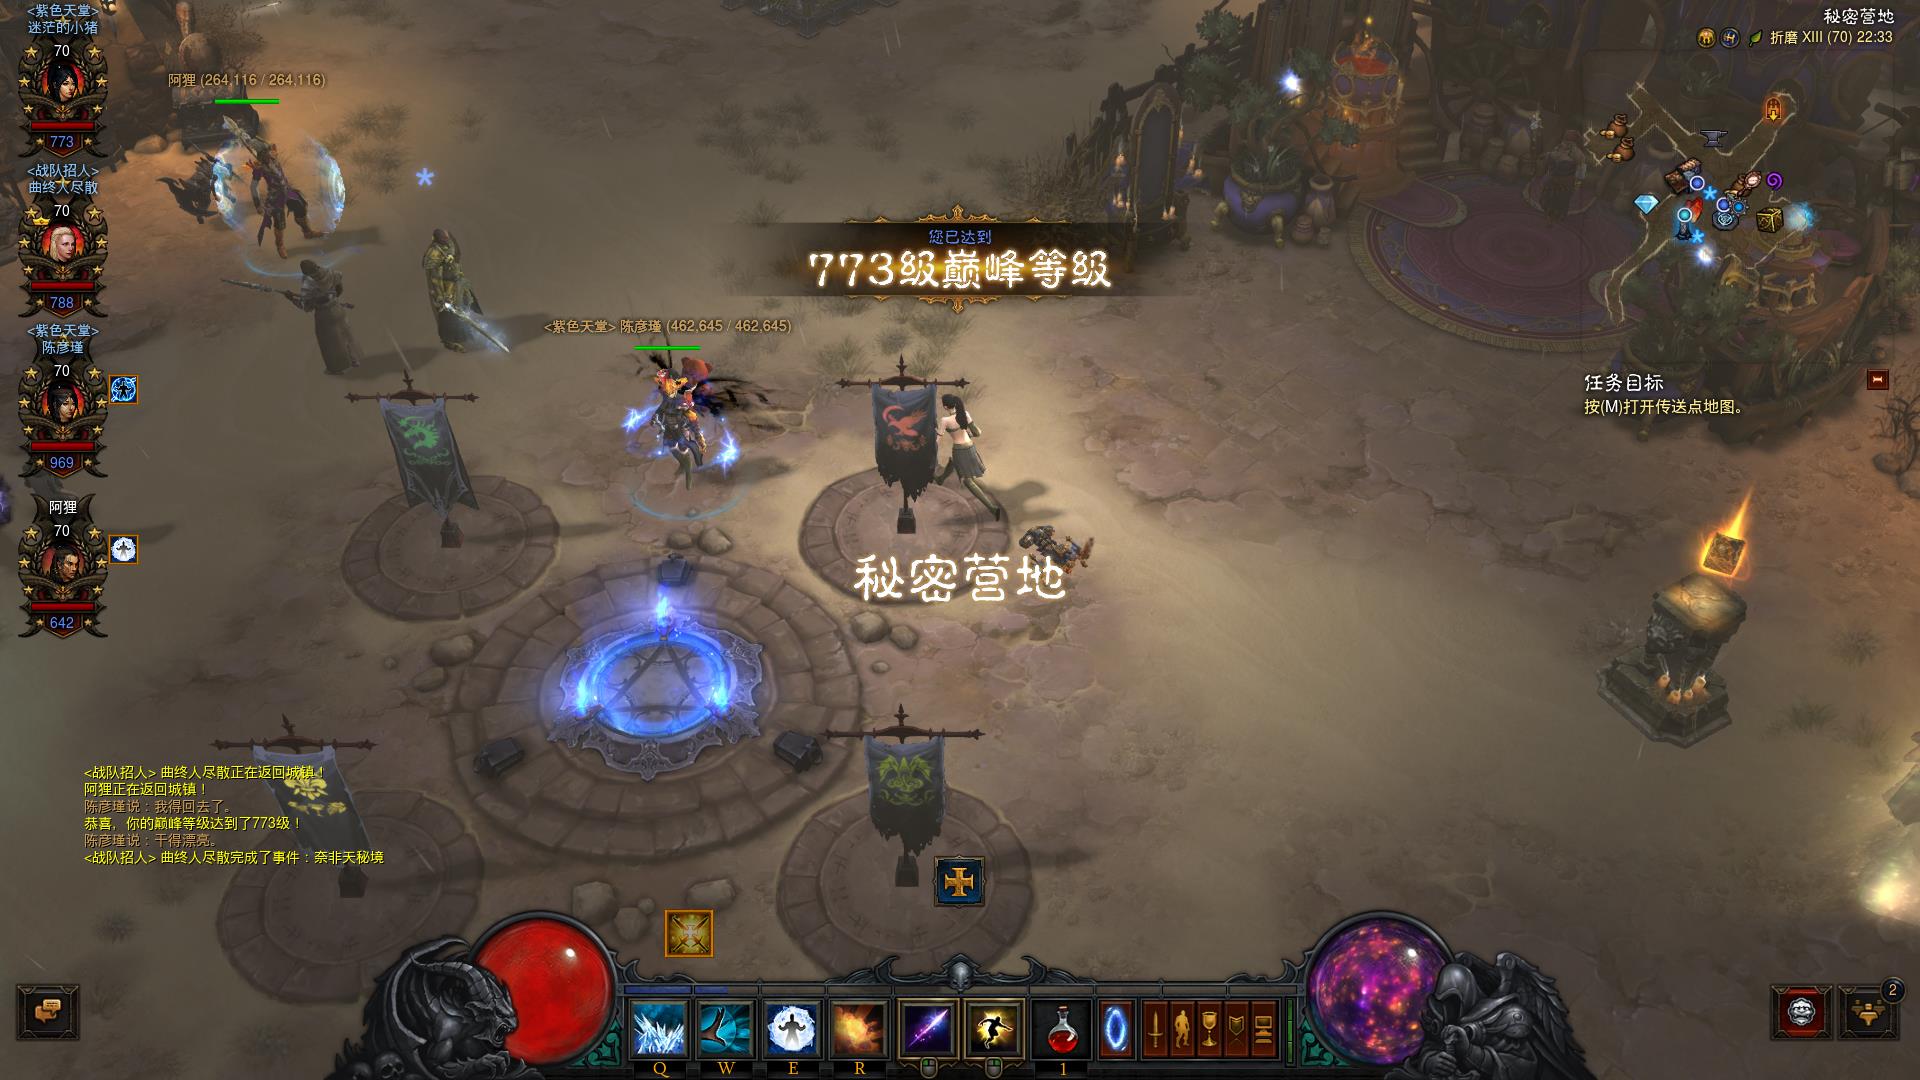 <紫色天堂>
迷茫的小猪
70
773
<战队招人>
曲终人尽散
70
788
<紫色天堂>
陈彦瑾
70
969
阿狸
70
642
阿狸 (264,116 / 264,116)
秘密营地
折磨 XIII (70) 22:33
您已达到
773级巅峰等级
<紫色天堂> 陈彦瑾 (462,645 / 462,645)
任务目标
按(M)打开传送点地图。
秘密营地
<战队招人> 曲终人尽散正在返回城镇！
阿狸正在返回城镇！
陈彦瑾说：我得回去了。
恭喜，你的巅峰等级达到了773级！
陈彦瑾说：干得漂亮。
<战队招人> 曲终人尽散完成了事件：奈非天秘境
Q
W
E
R
1
2